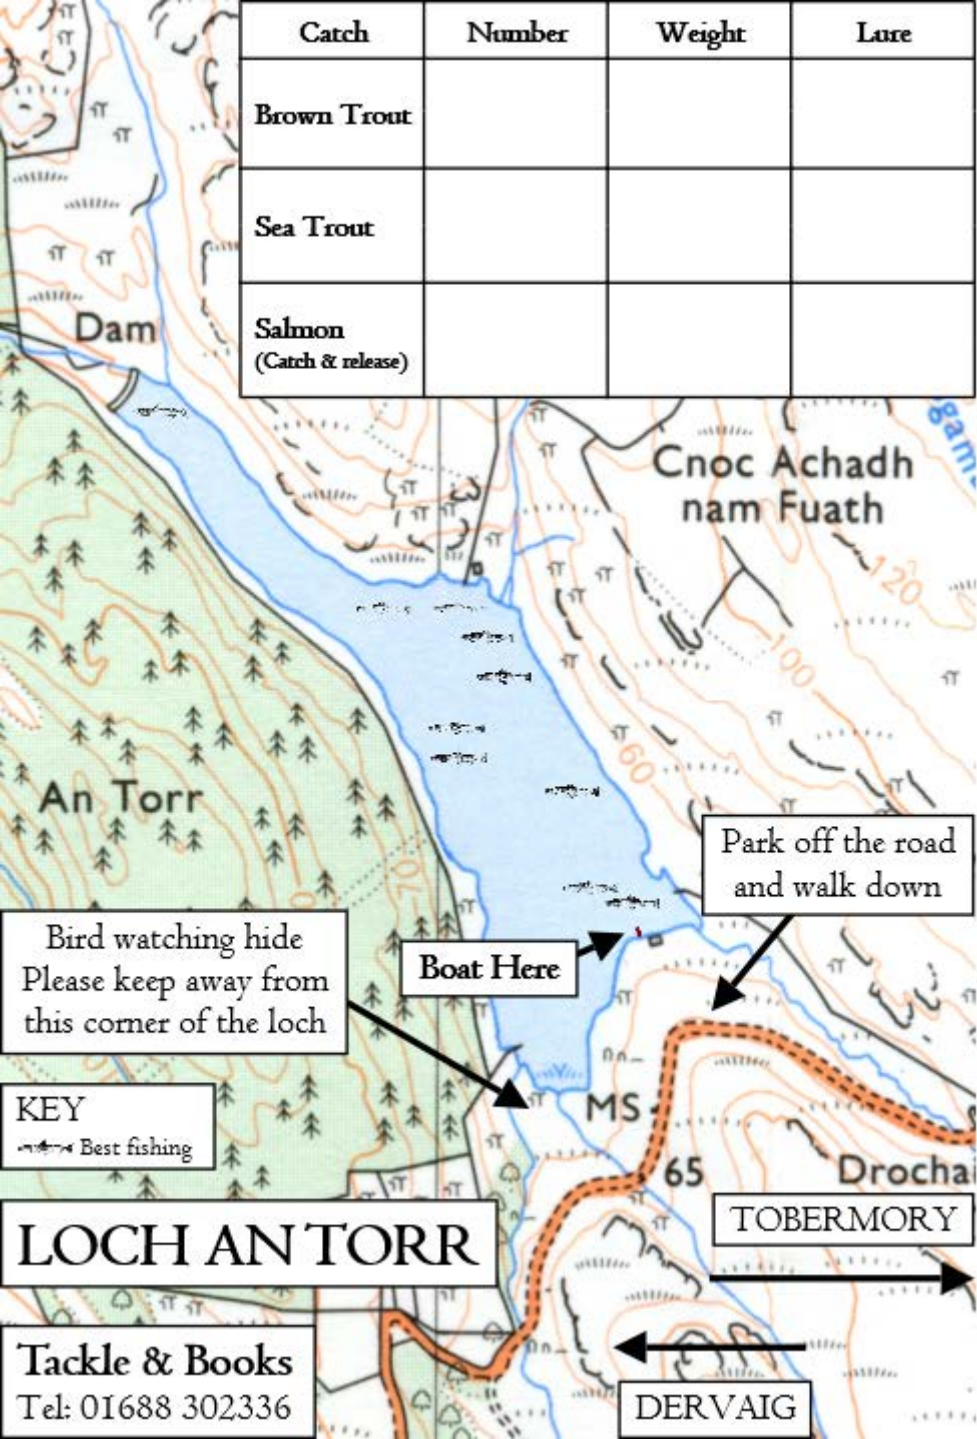 Catch Number Weight Lure
Brown Trout
Sea Trout
Salmon
(Catch & release)
Dam
Cnoc Achadh
nam Fuath
120
100
60
An Torr
70
Park off the road
and walk down
Bird watching hide
Please keep away from
this corner of the loch
Boat Here
KEY
Best fishing
MS
65
Drocha
LOCH AN TORR
TOBERMORY
Tackle & Books
Tel: 01688 302336
DERVAIG